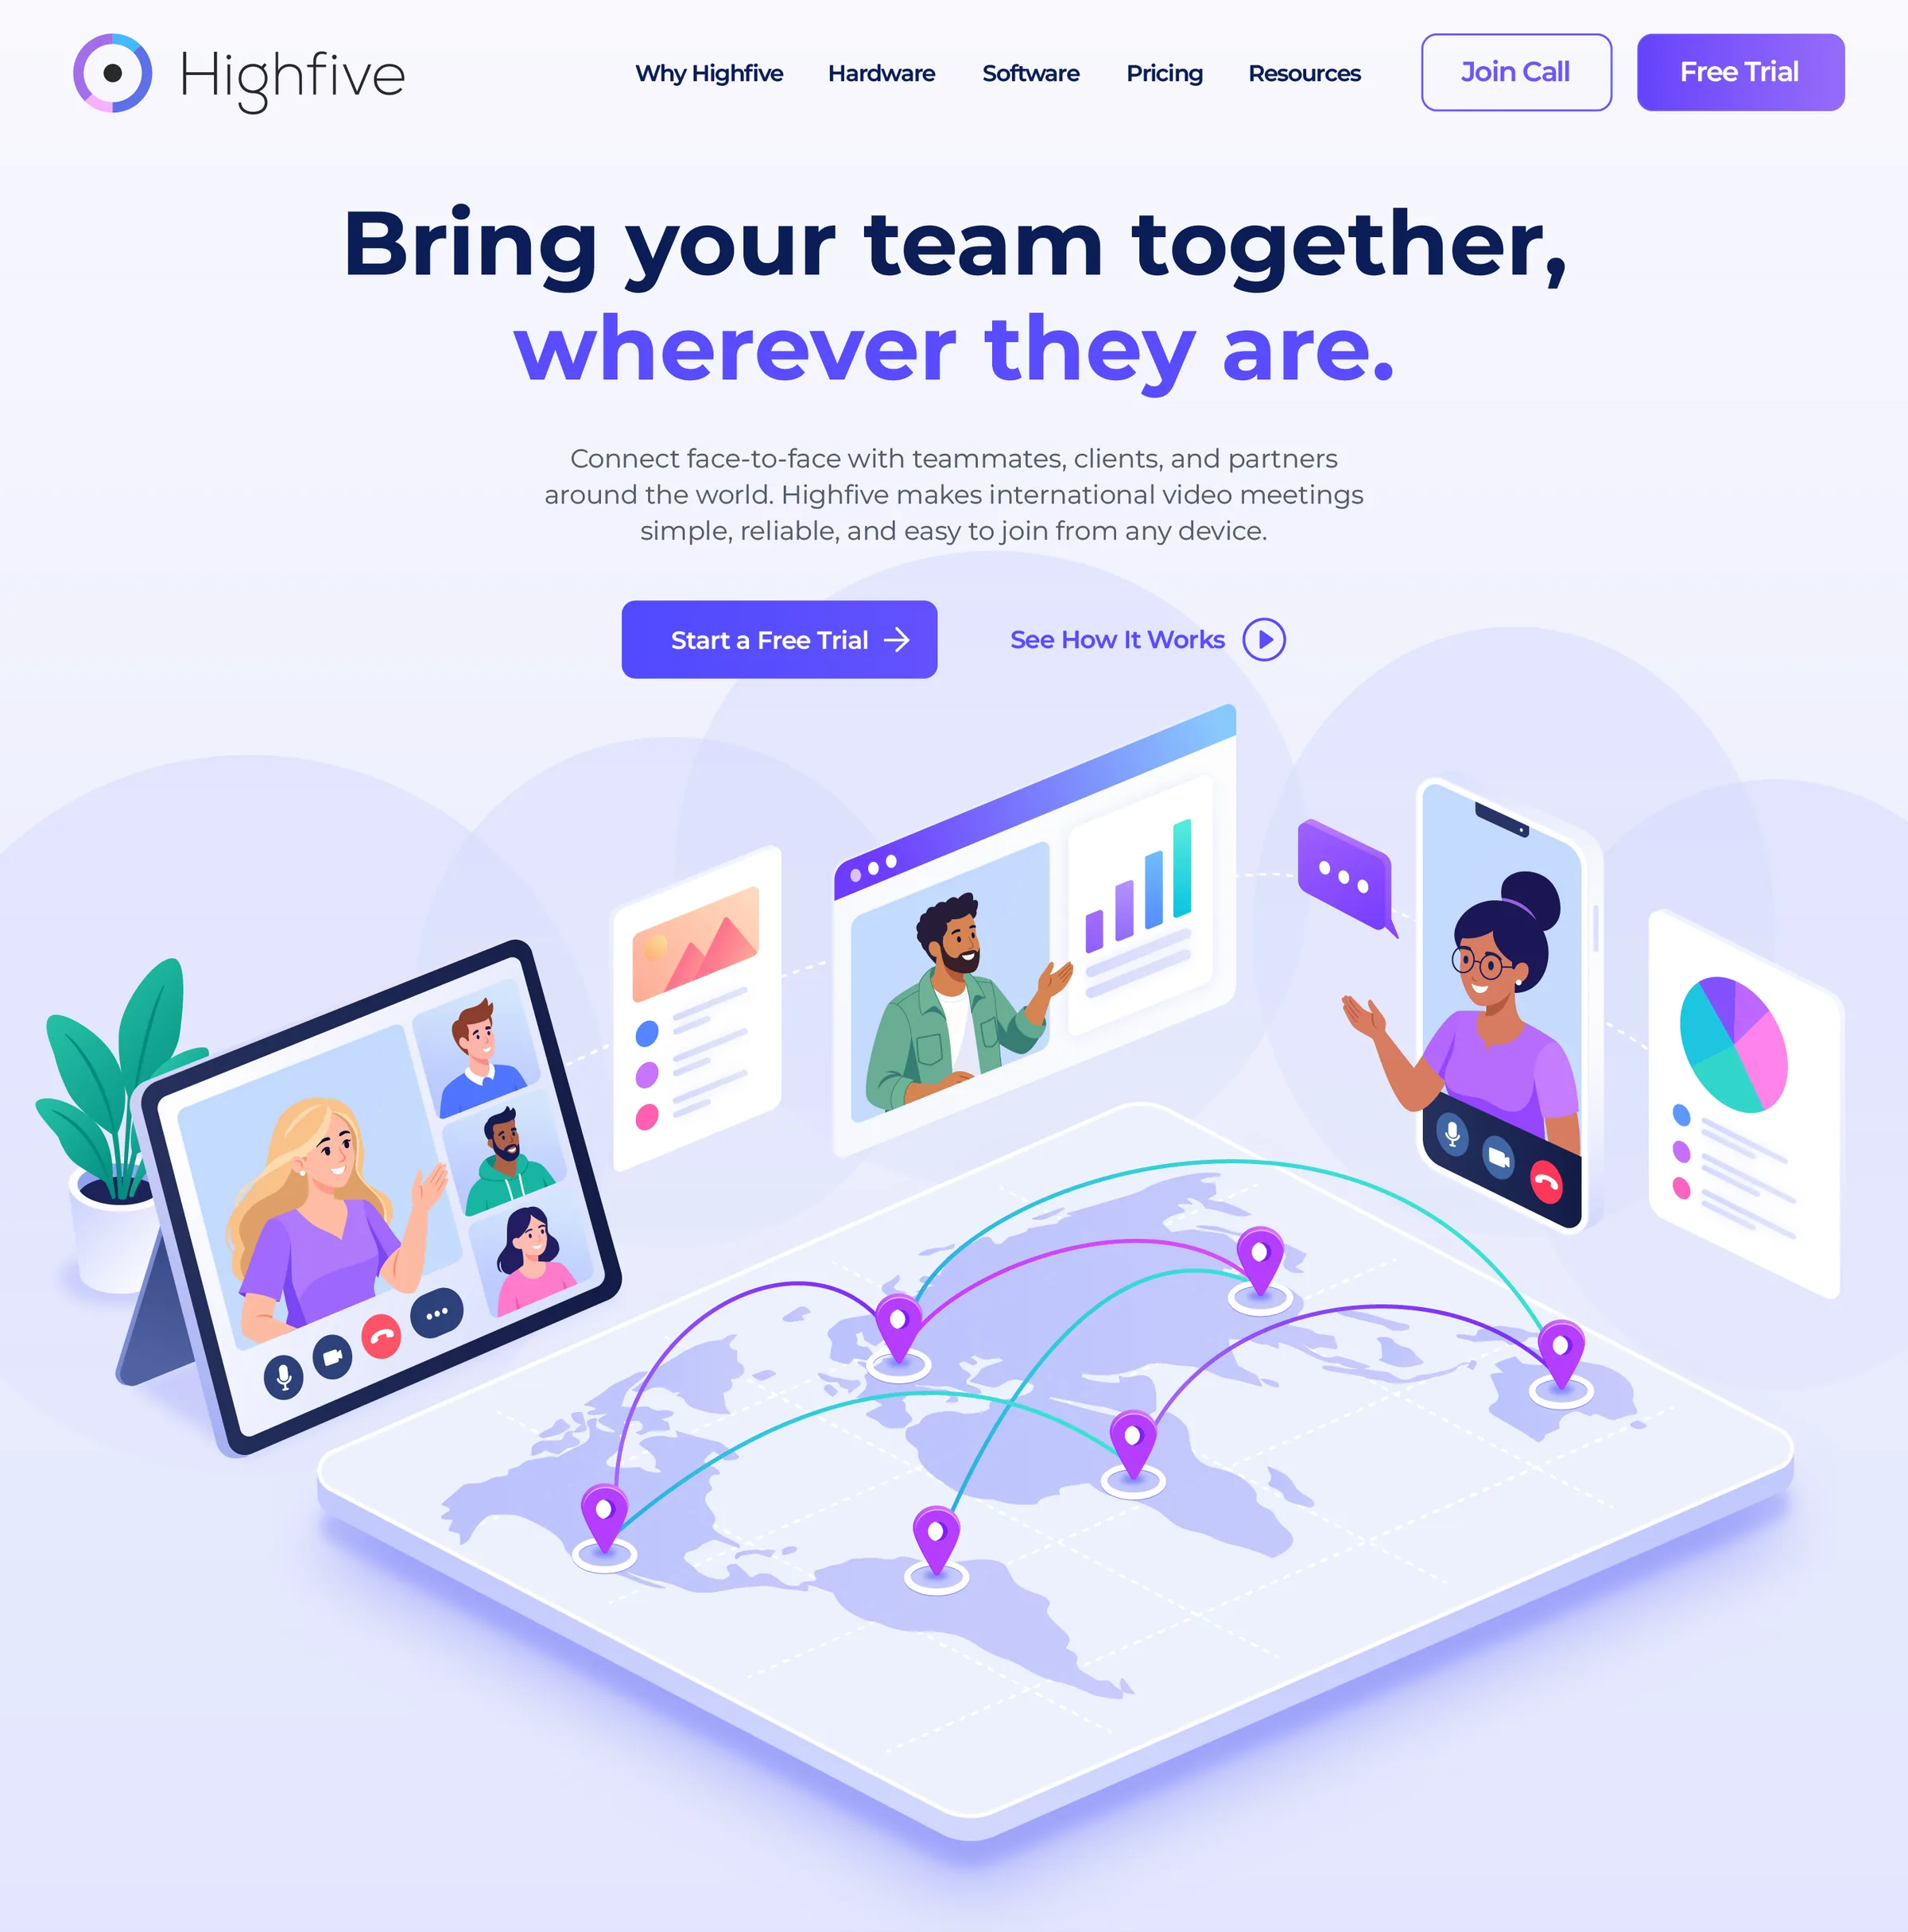 Highfive
Why Highfive
Hardware
Software
Pricing
Resources
Join Call
Free Trial
Bring your team together,
wherever they are.
Connect face-to-face with teammates, clients, and partners
around the world. Highfive makes international video meetings
simple, reliable, and easy to join from any device.
Start a Free Trial
See How It Works